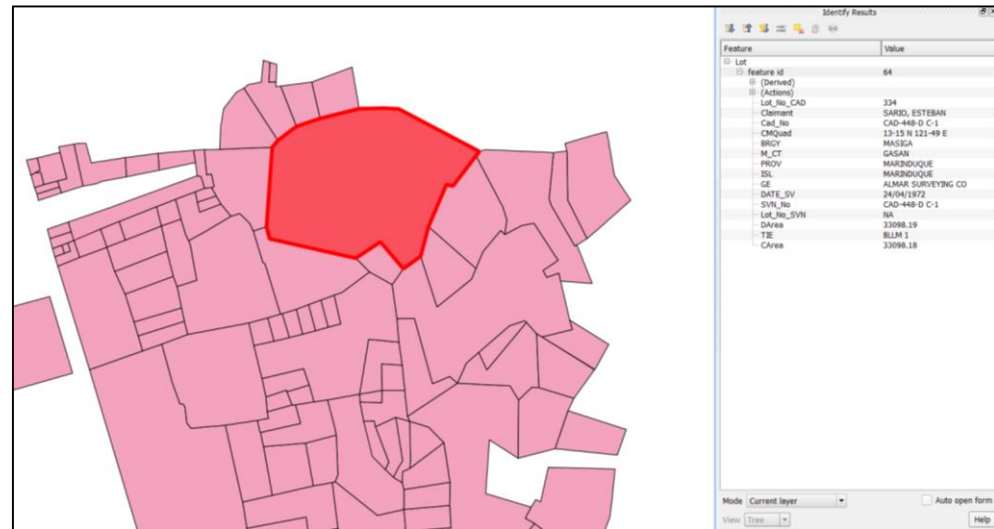 Identify Results
Feature Value
Lot
feature id 64
(Derived)
(Actions)
Lot_No_CAD 334
Claimant SARIO, ESTEBAN
Cad_No CAD-448-D C-1
CMQuad 13-15 N 121-49 E
BRGY MASIGA
M_CT GASAN
PROV MARINDUQUE
ISL MARINDUQUE
GE ALMAR SURVEYING CO
DATE_SV 24/04/1972
SVN_No CAD-448-D C-1
Lot_No_SVN NA
DArea 33098.19
TIE BLLM 1
CArea 33098.18
Mode Current layer Auto open form
View Tree Help